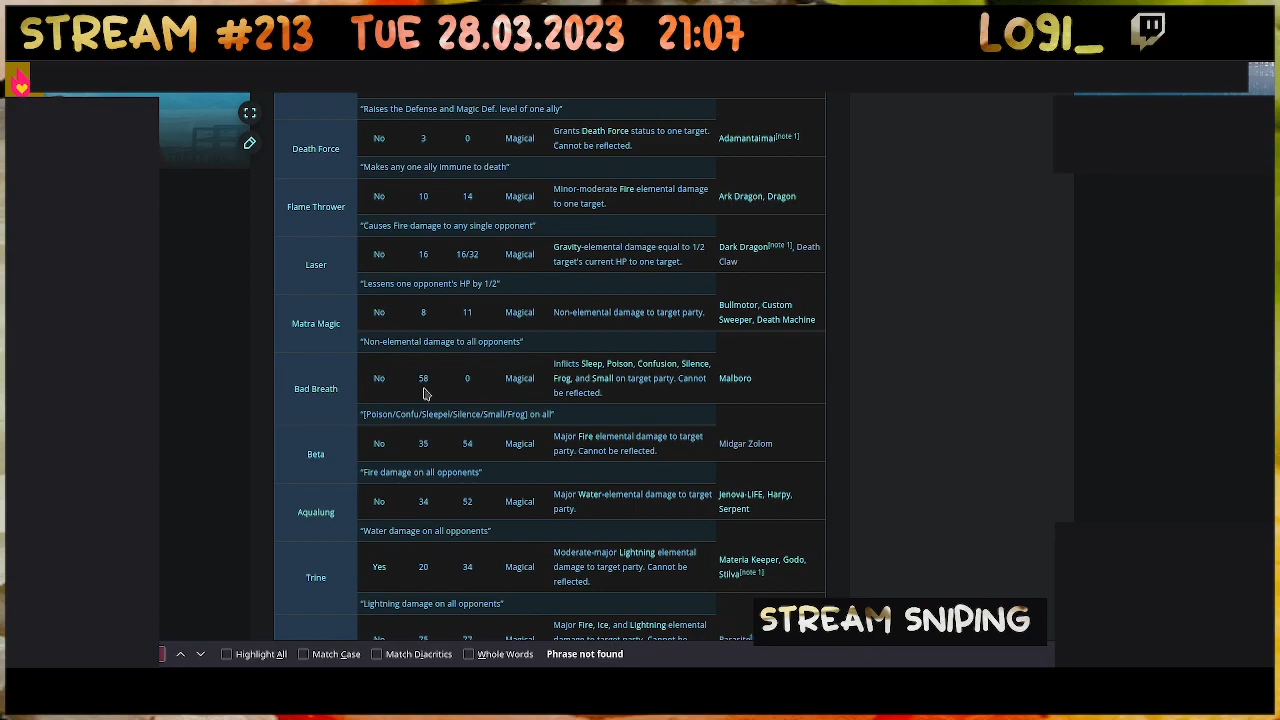 STREAM #213 TUE 28.03.2023 21:07 LO9I_
"Raises the Defense and Magic Def. level of one ally"
Death Force No 3 0 Magical Grants Death Force status to one target. Cannot be reflected. Adamantaimai[note 1]
"Makes any one ally immune to death"
Flame Thrower No 10 14 Magical Minor-moderate Fire elemental damage to one target. Ark Dragon, Dragon
"Causes Fire damage to any single opponent"
Laser No 16 16/32 Magical Gravity-elemental damage equal to 1/2 target's current HP to one target. Dark Dragon[note 1], Death Claw
"Lessens one opponent's HP by 1/2"
Matra Magic No 8 11 Magical Non-elemental damage to target party. Bullmotor, Custom Sweeper, Death Machine
"Non-elemental damage to all opponents"
Bad Breath No 58 0 Magical Inflicts Sleep, Poison, Confusion, Silence, Frog, and Small on target party. Cannot be reflected. Malboro
"[Poison/Confu/Sleepel/Silence/Small/Frog] on all"
Beta No 35 54 Magical Major Fire elemental damage to target party. Cannot be reflected. Midgar Zolom
"Fire damage on all opponents"
Aqualung No 34 52 Magical Major Water-elemental damage to target party. Jenova∙LIFE, Harpy, Serpent
"Water damage on all opponents"
Trine Yes 20 34 Magical Moderate-major Lightning elemental damage to target party. Cannot be reflected. Materia Keeper, Godo, Stilva[note 1]
"Lightning damage on all opponents"
No 75 77 Magical Major Fire, Ice, and Lightning elemental damage to target party. Cannot be
STREAM SNIPING
Highlight All Match Case Match Diacritics Whole Words Phrase not found